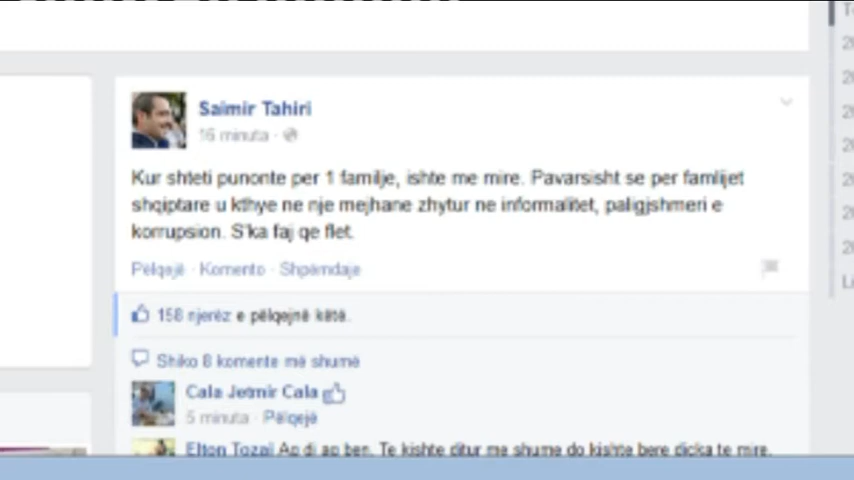 Saimir Tahiri
16 minuta ·
Kur shteti punonte per 1 familje, ishte me mire. Pavarsisht se per famlijet
shqiptare u kthye ne nje mejhane zhytur ne informalitet, paligjshmeri e
korrupsion. S'ka faj qe flet.
Pëlqejë · Komento · Shpërndaje
158 njerëz e pëlqejnë këtë.
Shiko 8 komente më shumë
Cala Jetmir Cala
5 minuta · Pëlqejë
Elton Tozaj Ao di ao ben. Te kishte ditur me shume do kishte bere dicka te mire.